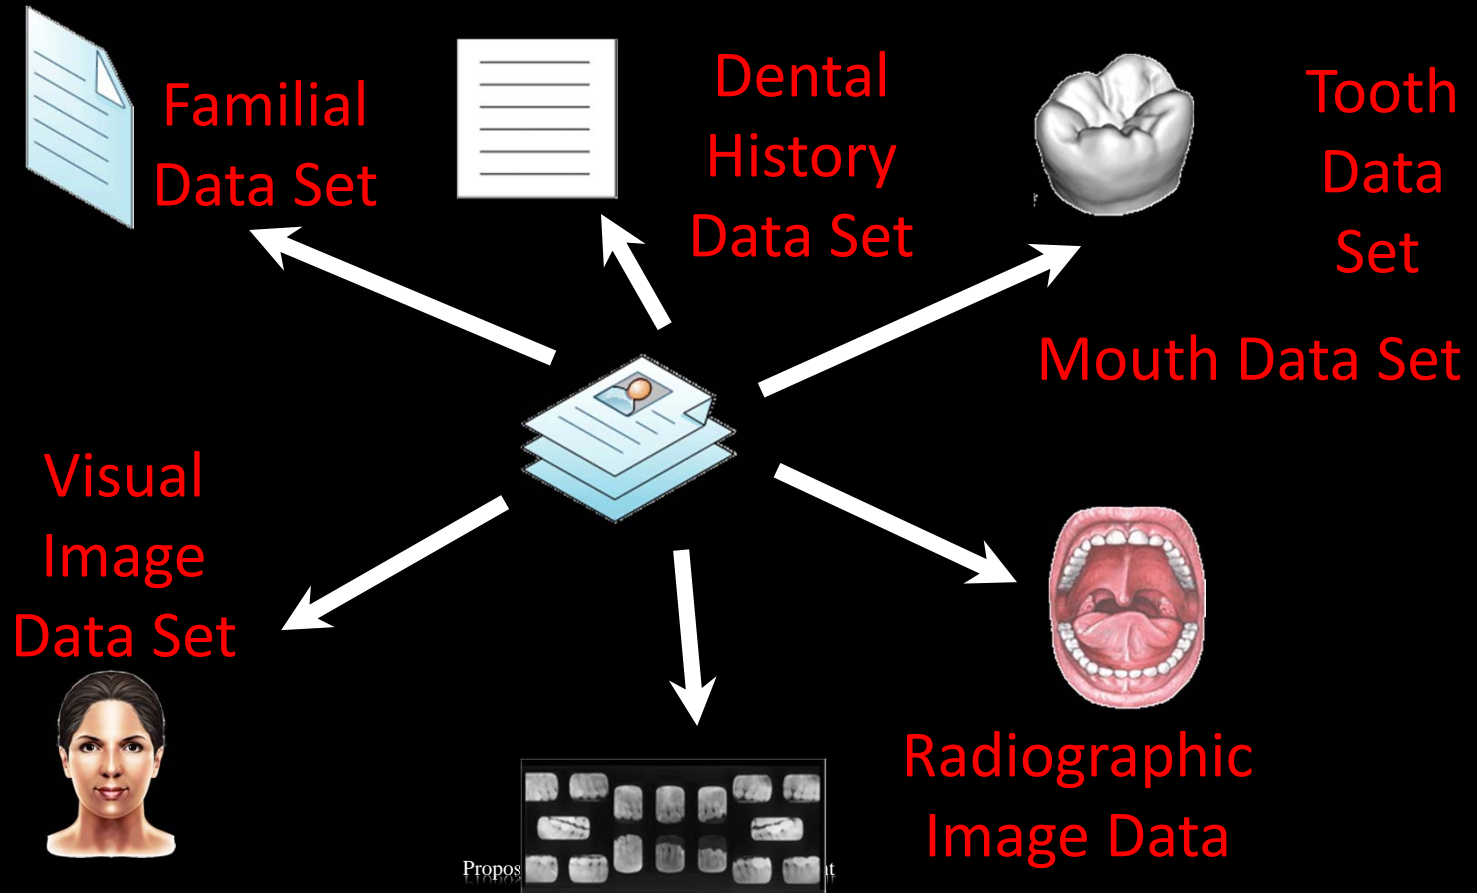 Familial
Data Set
Dental
History
Data Set
Tooth
Data
Set
Mouth Data Set
Visual
Image
Data Set
Radiographic
Image Data